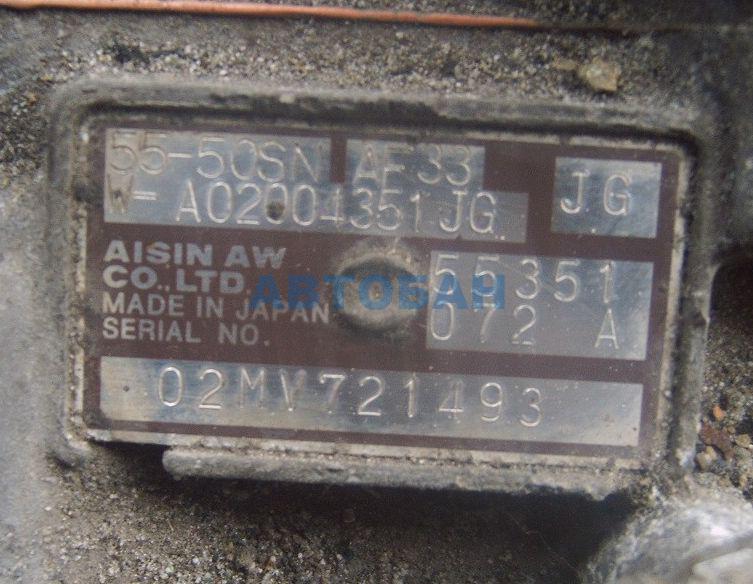 55-50SN AF33
W- A02004351JG
JG
AISIN AW
CO.,LTD.
MADE IN JAPAN
SERIAL NO.
55351
072 A
02MV721493
АВТОБАН